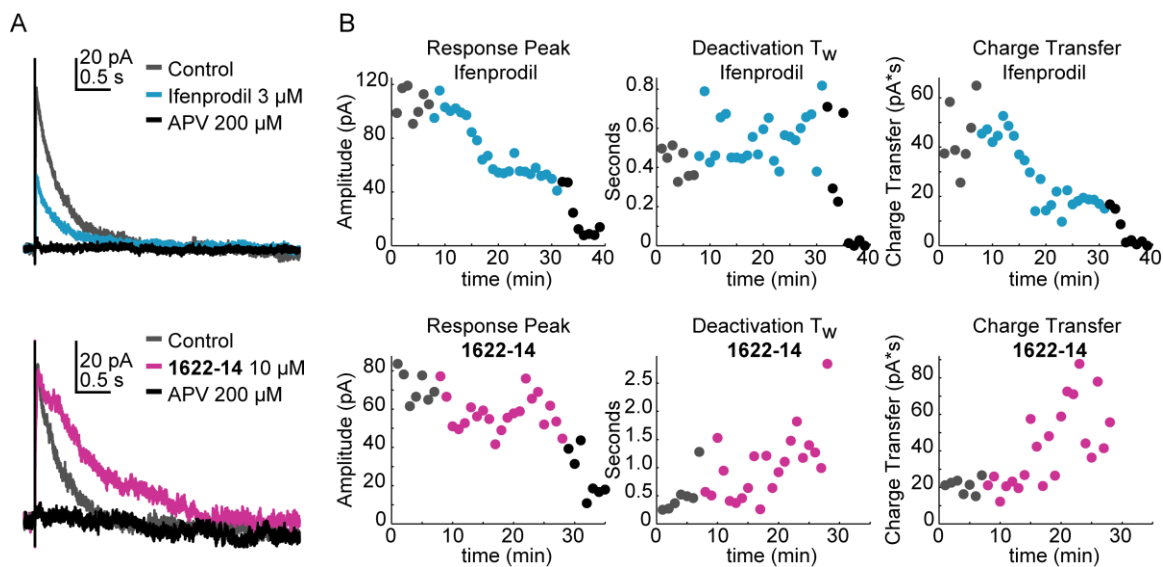 A
20 pA
0.5 s
Control
Ifenprodil 3 µM
APV 200 µM
20 pA
0.5 s
Control
1622-14 10 µM
APV 200 µM
B
Response Peak
Ifenprodil
Amplitude (pA)
120
80
40
0
0 10 20 30 40
time (min)
Deactivation TW
Ifenprodil
Seconds
0.8
0.6
0.4
0.2
0
0 10 20 30 40
time (min)
Charge Transfer
Ifenprodil
Charge Transfer (pA*s)
60
40
20
0
0 10 20 30 40
time (min)
Response Peak
1622-14
Amplitude (pA)
80
60
40
20
0
0 10 20 30
time (min)
Deactivation TW
1622-14
Seconds
2.5
2.0
1.5
1.0
0.5
0
0 10 20 30
time (min)
Charge Transfer
1622-14
Charge Transfer (pA*s)
80
60
40
20
0
0 10 20 30
time (min)